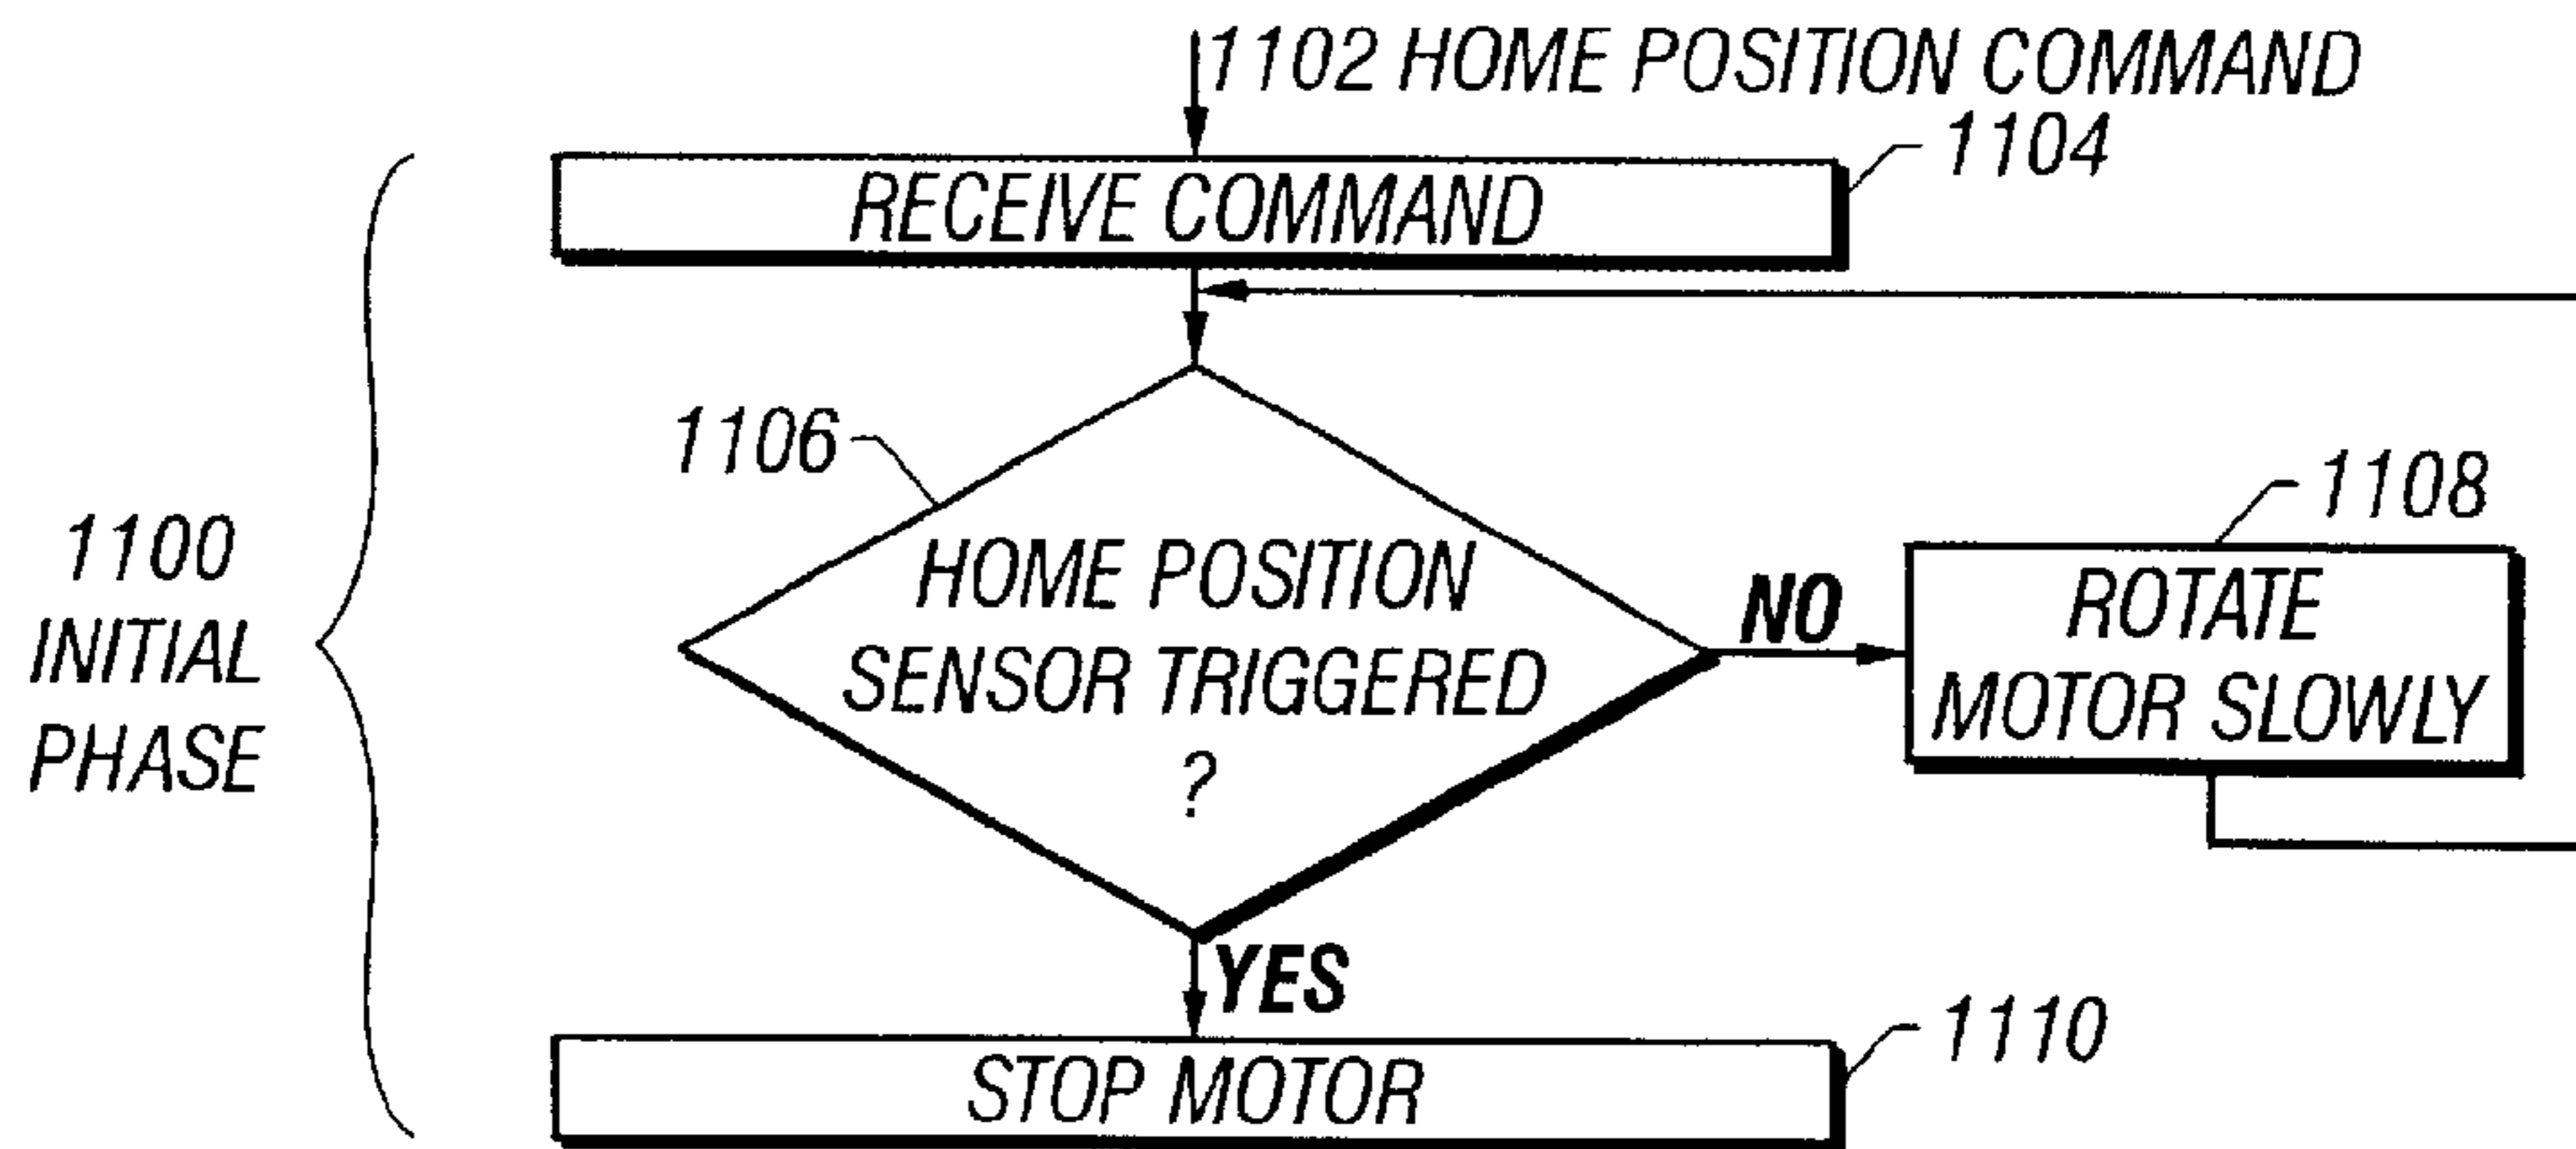 1102 HOME POSITION COMMAND
1104
RECEIVE COMMAND
1106
1100
INITIAL
PHASE
HOME POSITION
SENSOR TRIGGERED
?
NO
1108
ROTATE
MOTOR SLOWLY
YES
1110
STOP MOTOR